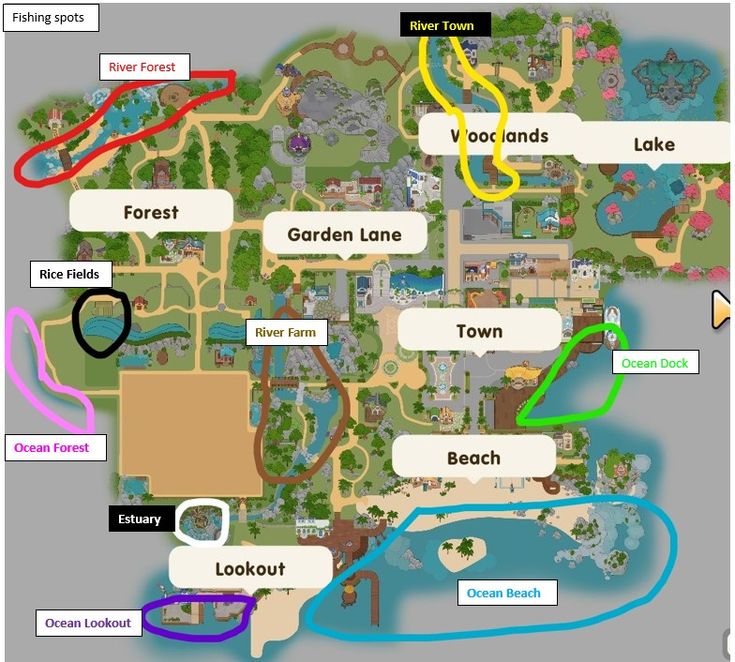 Fishing spots
River Town
River Forest
Woodlands
Lake
Forest
Garden Lane
Rice Fields
River Farm
Town
Ocean Dock
Ocean Forest
Beach
Estuary
Lookout
Ocean Beach
Ocean Lookout